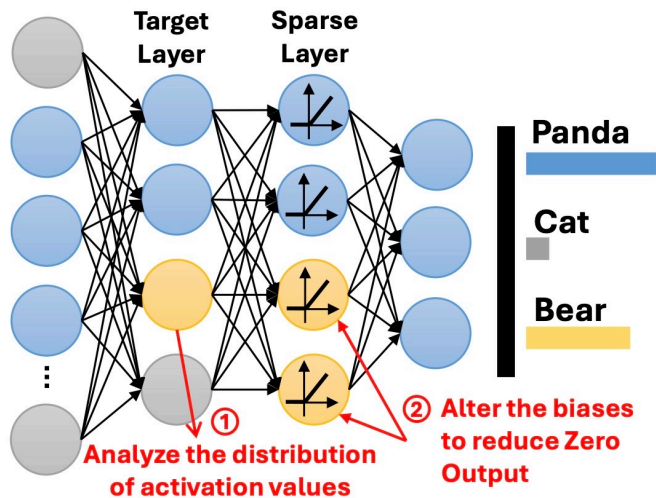 Target
Layer
Sparse
Layer
Panda
Cat
Bear
...
①
Analyze the distribution
of activation values
② Alter the biases
to reduce Zero
Output